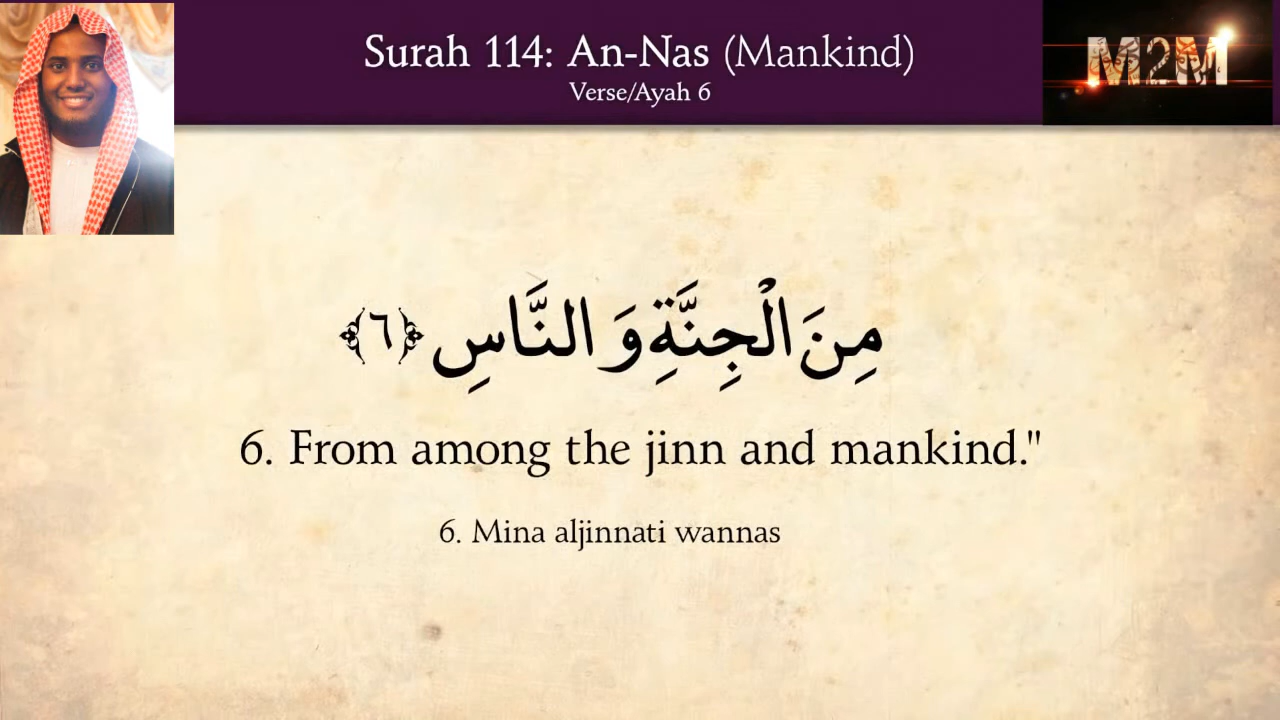 Surah 114: An-Nas (Mankind)
Verse/Ayah 6
M2M
مِنَ الْجِنَّةِ وَ النَّاسِ ﴿٦﴾
6. From among the jinn and mankind."
6. Mina aljinnati wannas